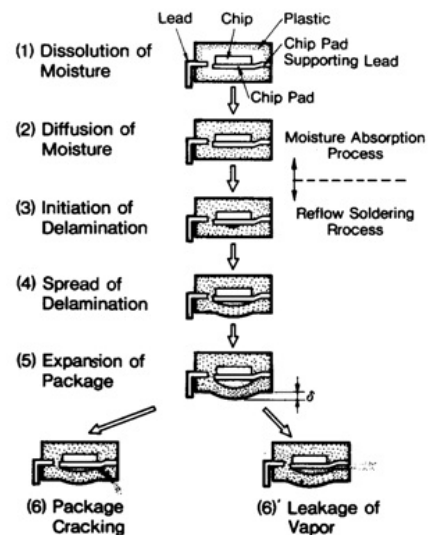 Lead
Chip
Plastic
(1) Dissolution of
Moisture
Chip Pad
Supporting Lead
Chip Pad
(2) Diffusion of
Moisture
Moisture Absorption
Process
(3) Initiation of
Delamination
Reflow Soldering
Rrocess
(4) Spread of
Delamination
(5) Expansion of
Package
δ
(6) Package
Cracking
(6)' Leakage of
Vapor